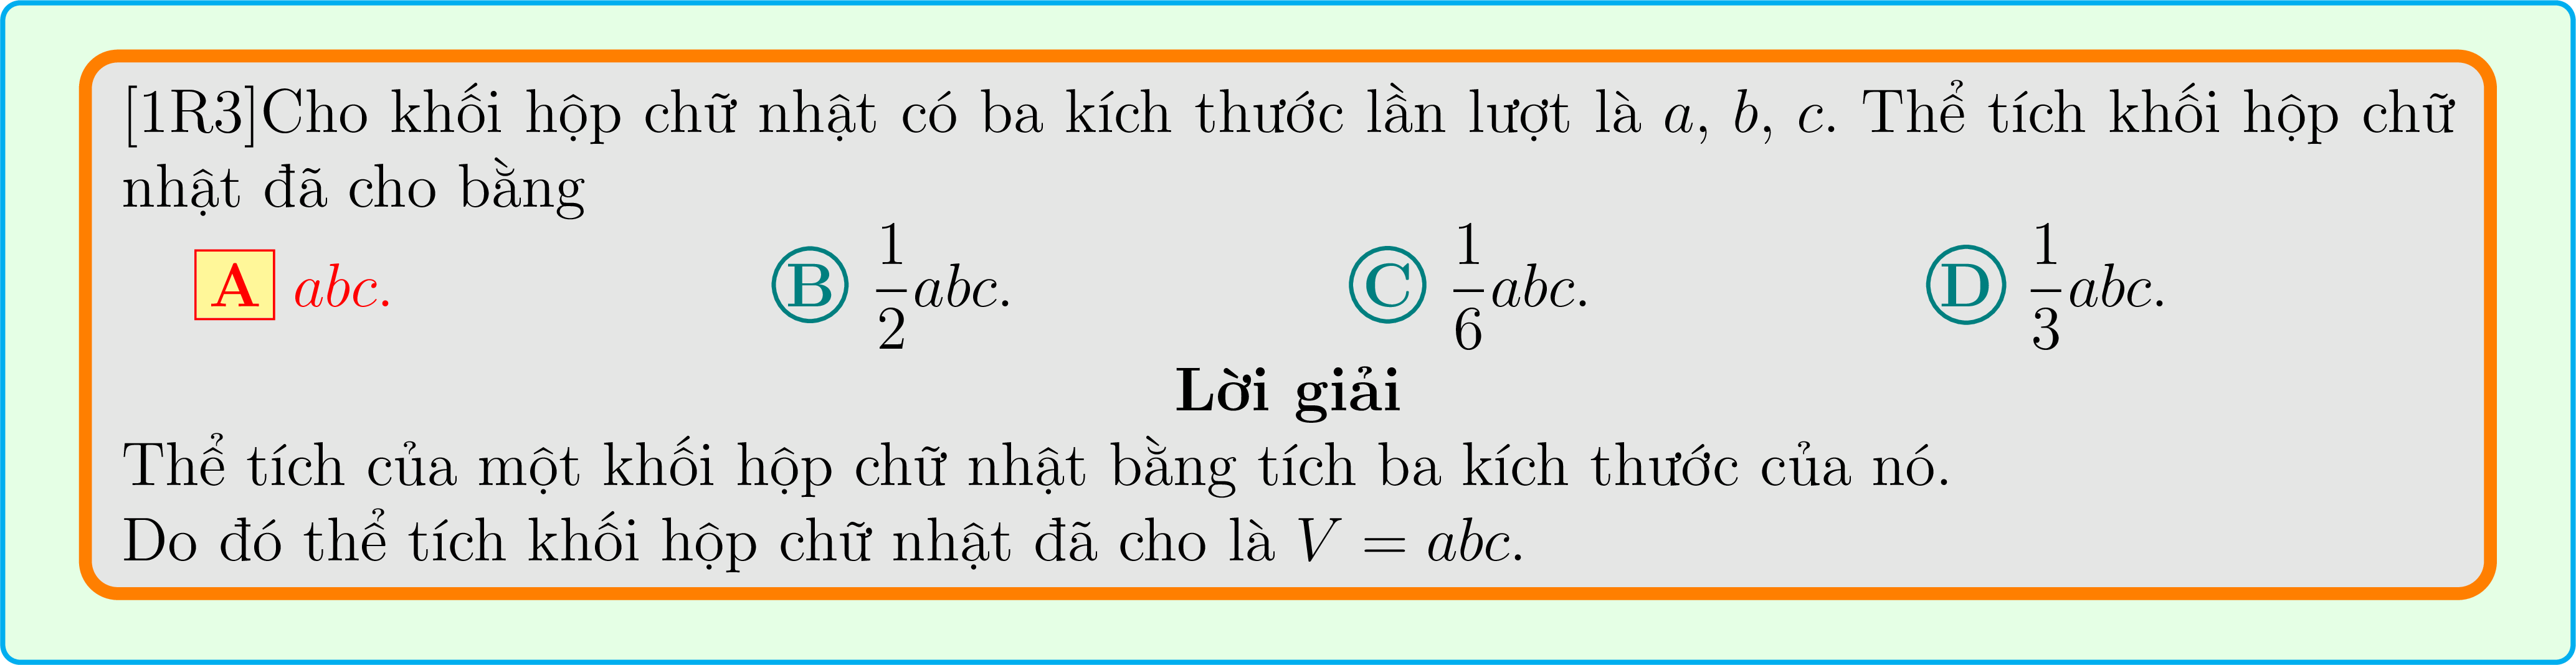 [1R3]Cho khối hộp chữ nhật có ba kích thước lần lượt là a, b, c. Thể tích khối hộp chữ
nhật đã cho bằng
A abc. B 1/2 abc. C 1/6 abc. D 1/3 abc.
Lời giải
Thể tích của một khối hộp chữ nhật bằng tích ba kích thước của nó.
Do đó thể tích khối hộp chữ nhật đã cho là V = abc.